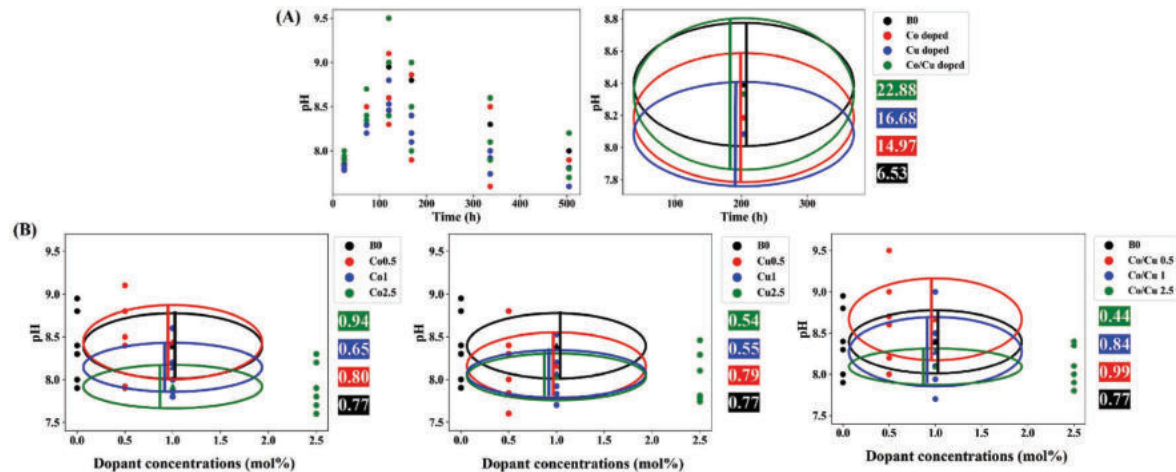 (A)
9.5
9.0
8.5
8.0
pH
0
100
200
300
400
500
Time (h)
8.8
8.6
8.4
8.2
8.0
7.8
pH
100
200
300
Time (h)
B0
Co doped
Cu doped
Co/Cu doped
22.88
16.68
14.97
6.53
(B)
9.5
9.0
8.5
8.0
7.5
pH
0.0
0.5
1.0
1.5
2.0
2.5
Dopant concentrations (mol%)
B0
Co0.5
Co1
Co2.5
0.94
0.65
0.80
0.77
9.5
9.0
8.5
8.0
7.5
pH
0.0
0.5
1.0
1.5
2.0
2.5
Dopant concentrations (mol%)
B0
Cu0.5
Cu1
Cu2.5
0.54
0.55
0.79
0.77
9.5
9.0
8.5
8.0
7.5
pH
0.0
0.5
1.0
1.5
2.0
2.5
Dopant concentrations (mol%)
B0
Co/Cu 0.5
Co/Cu 1
Co/Cu 2.5
0.44
0.84
0.99
0.77